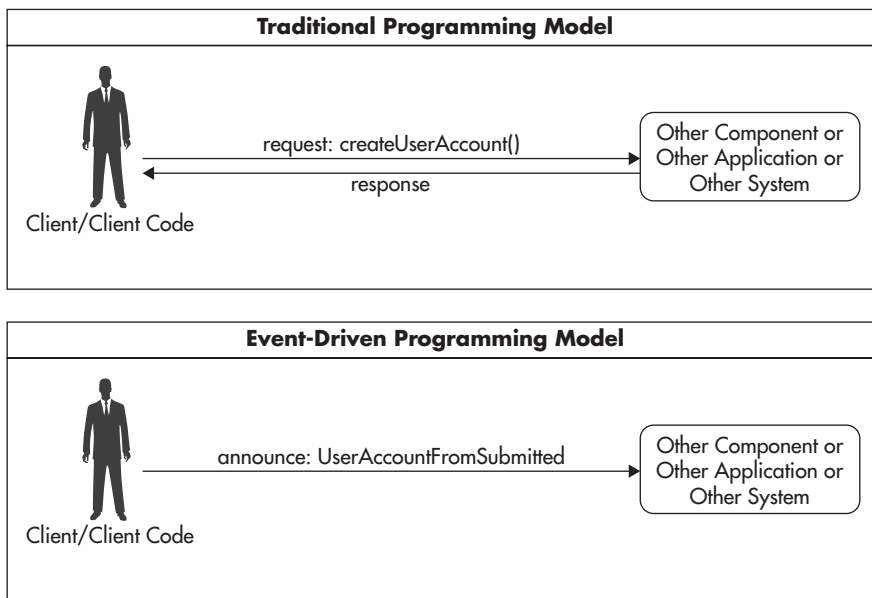 Traditional Programming Model
request: createUserAccount()
response
Client/Client Code
Other Component or
Other Application or
Other System
Event-Driven Programming Model
announce: UserAccountFromSubmitted
Client/Client Code
Other Component or
Other Application or
Other System